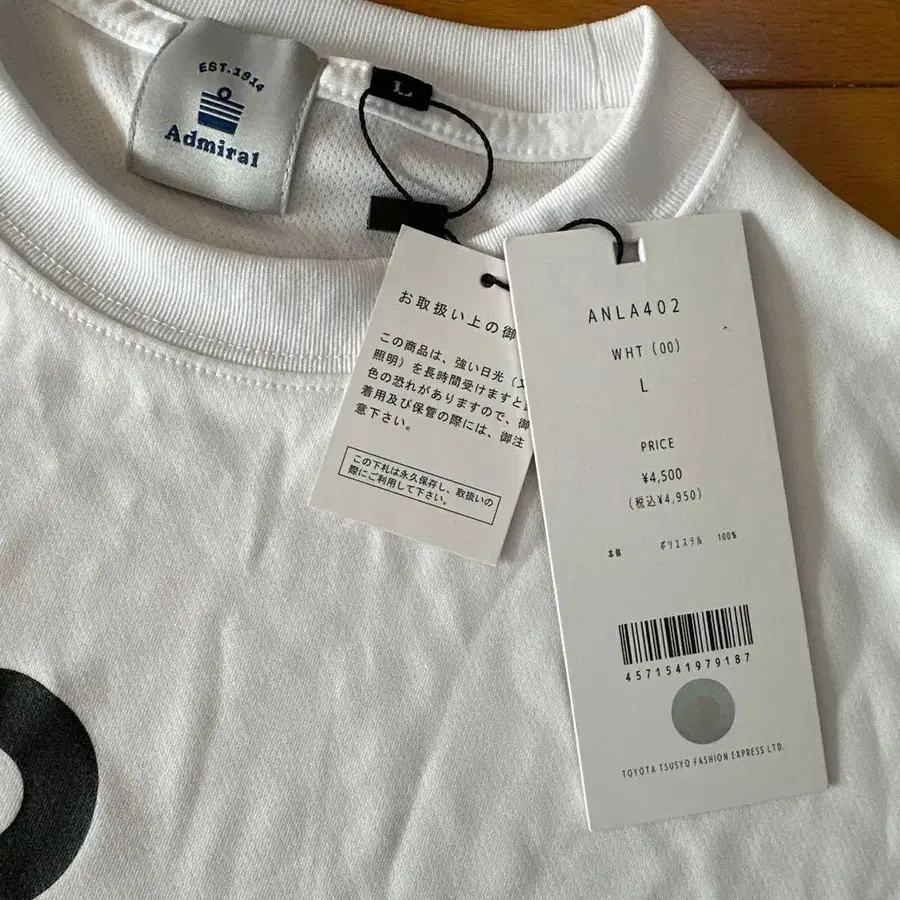 EST.1914
Admiral
L
お取扱い上の御
この商品は、強い日光（
照明）を長時間受けますと
色の恐れがありますので、御
着用及び保管の際には、御注
意下さい。
この下札は永久保存し、取扱いの
際にご利用して下さい。
ANLA402
WHT (00)
L
PRICE
¥4,500
(税込¥4,950)
本体 ポリエステル 100%
4571541979187
TOYOTA TSUSYO FASHION EXPRESS LTD.